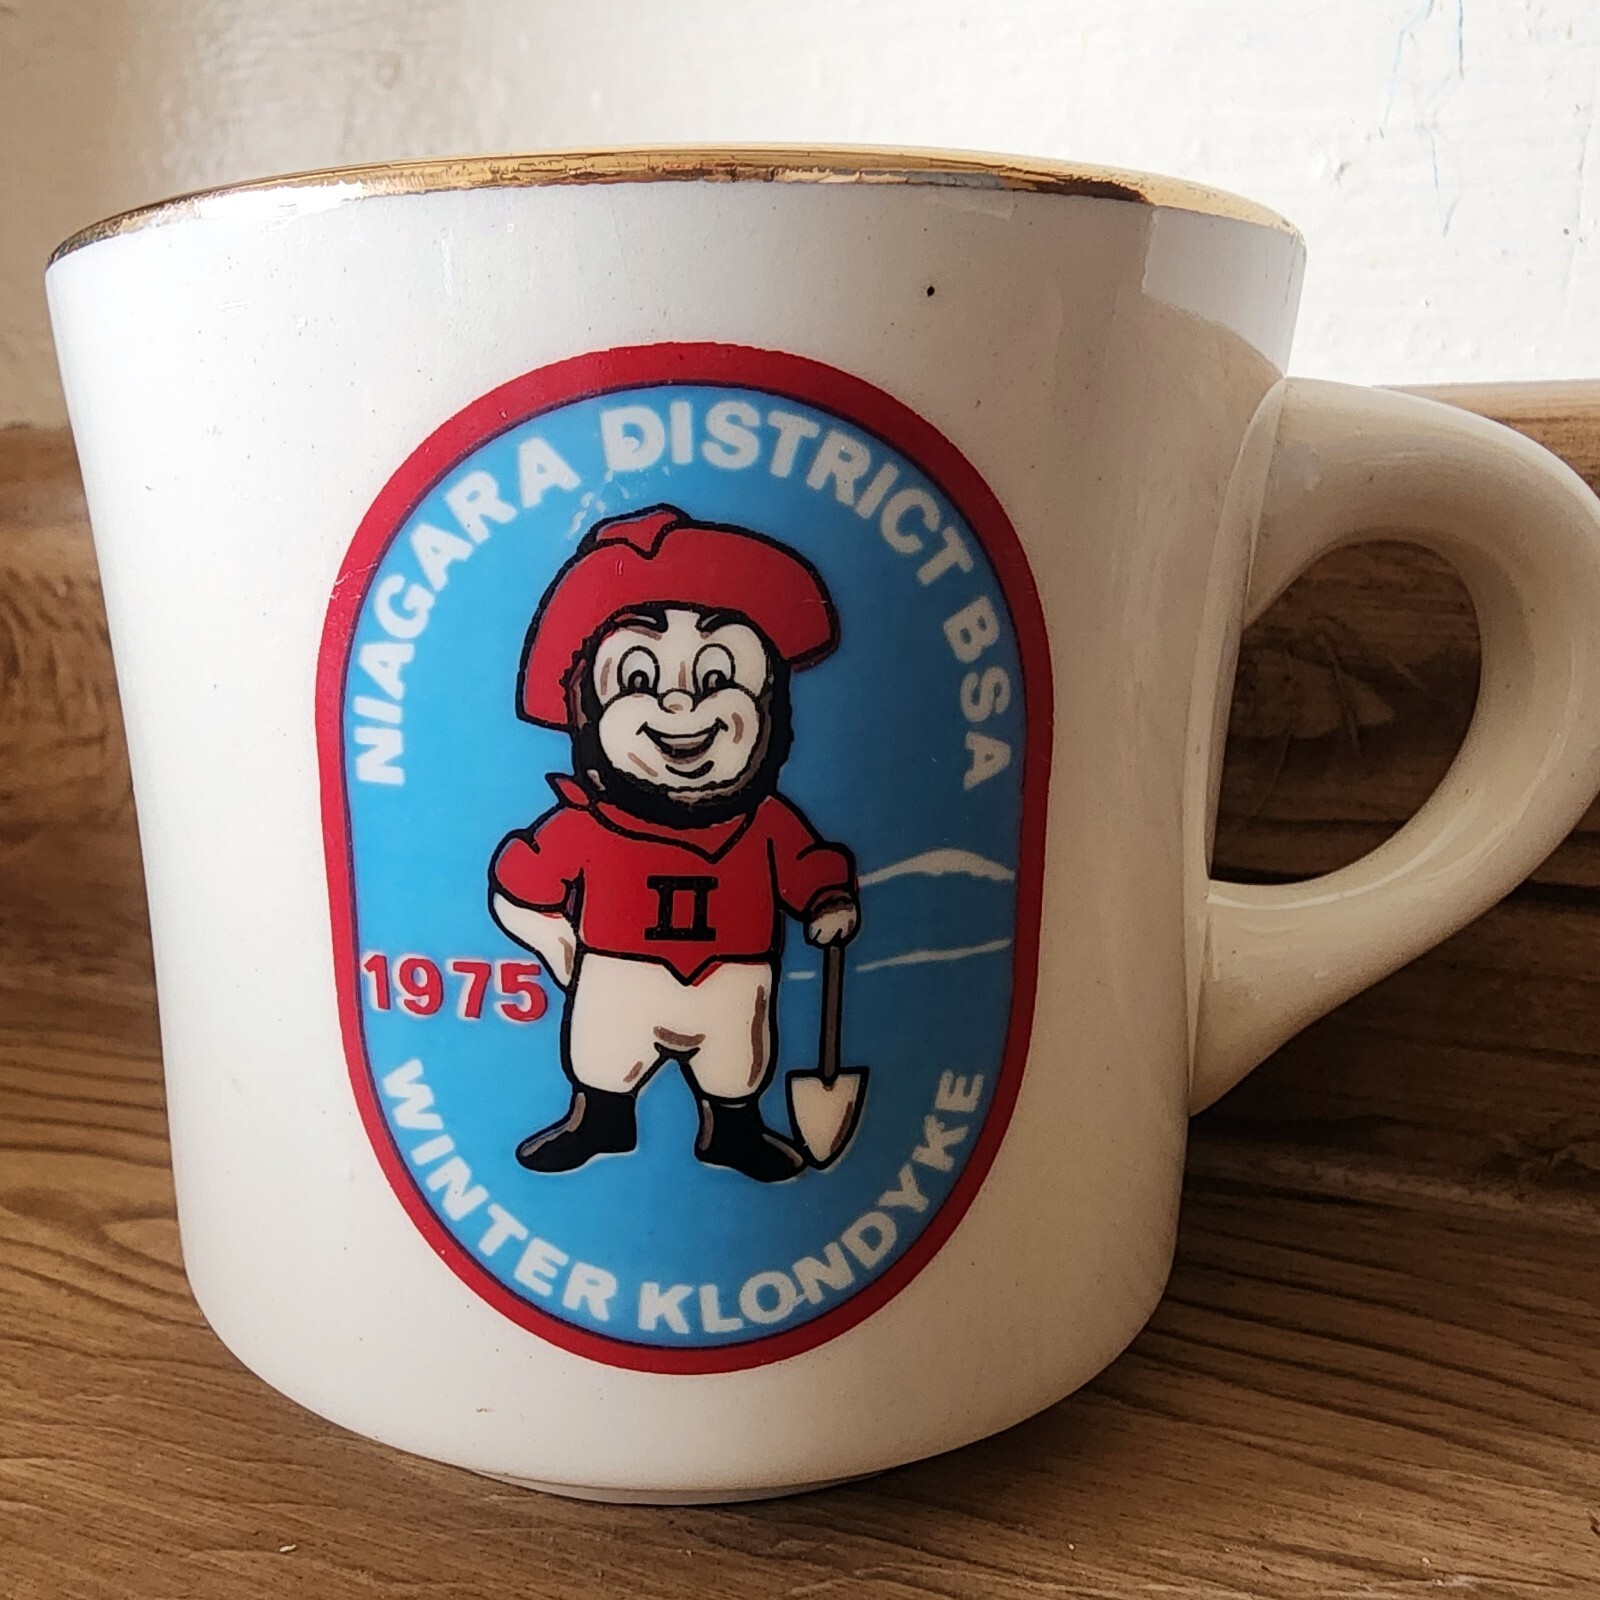 NIAGARA DISTRICT BSA
II
1975
WINTER KLONDYKE